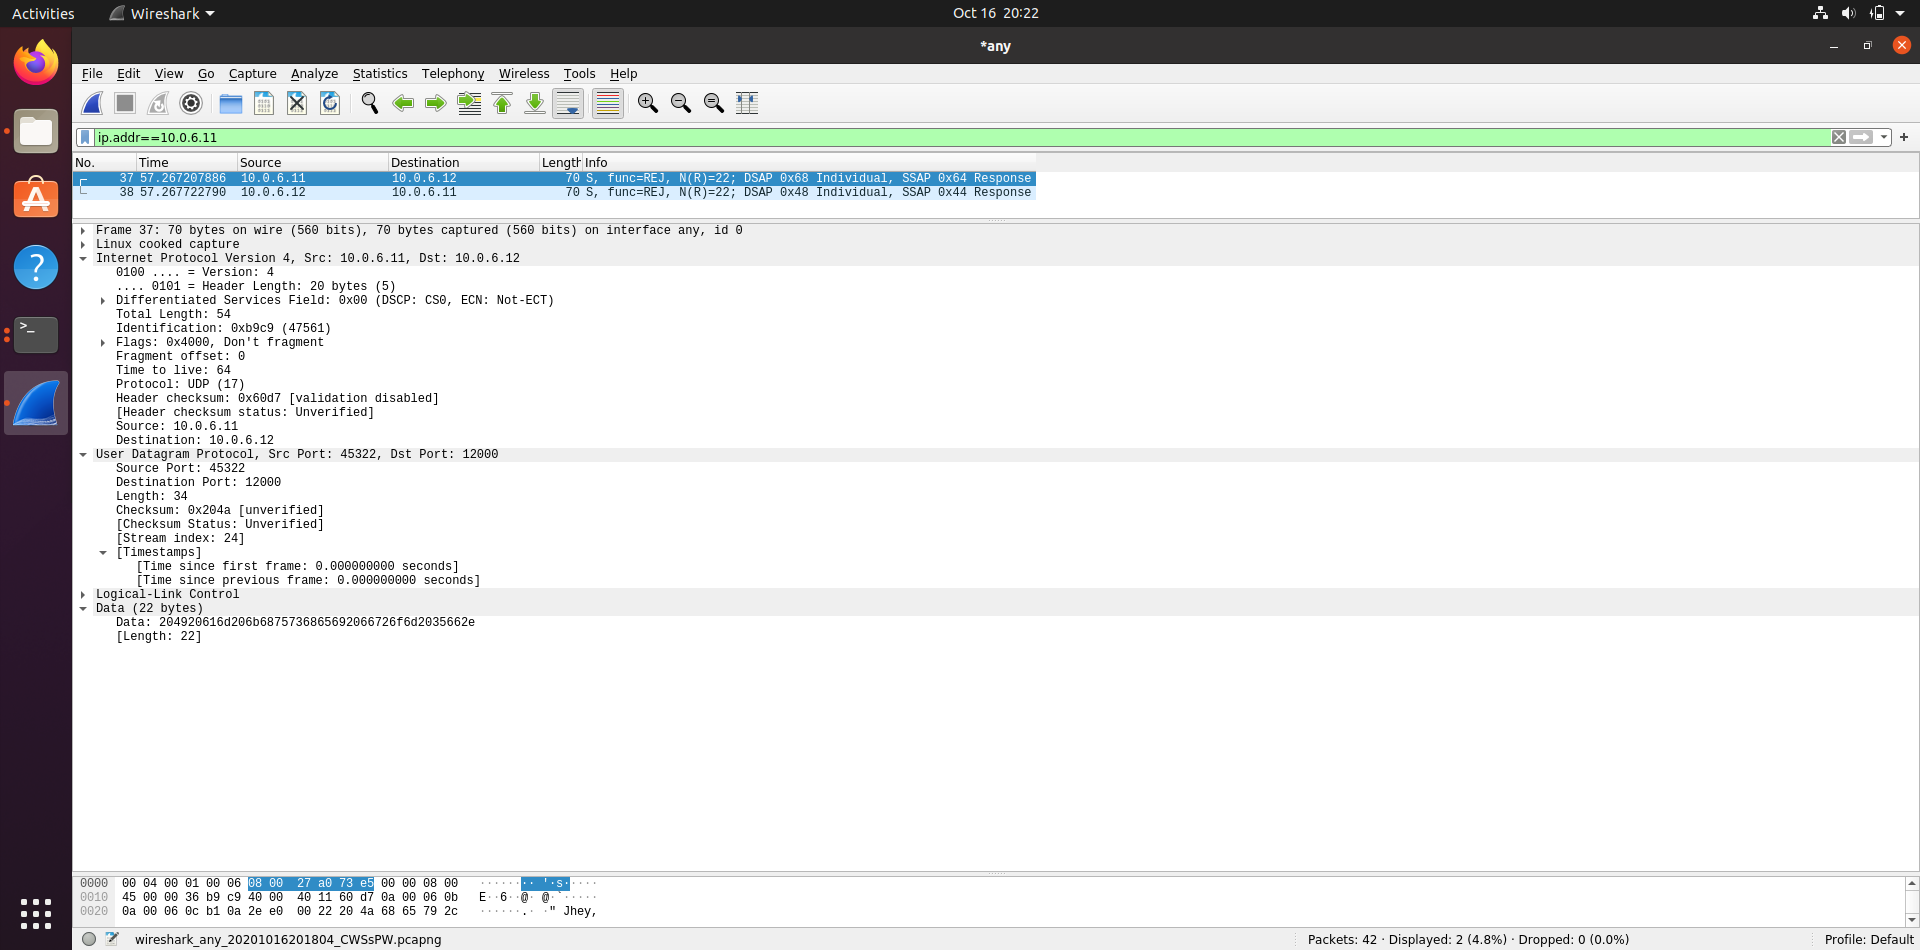 Activities Wireshark Oct 16 20:22
*any
File Edit View Go Capture Analyze Statistics Telephony Wireless Tools Help
ip.addr==10.0.6.11
No. Time Source Destination Length Info
37 57.267207886 10.0.6.11 10.0.6.12 70 S, func=REJ, N(R)=22; DSAP 0x68 Individual, SSAP 0x64 Response
38 57.267722790 10.0.6.12 10.0.6.11 70 S, func=REJ, N(R)=22; DSAP 0x48 Individual, SSAP 0x44 Response
Frame 37: 70 bytes on wire (560 bits), 70 bytes captured (560 bits) on interface any, id 0
Linux cooked capture
Internet Protocol Version 4, Src: 10.0.6.11, Dst: 10.0.6.12
0100 .... = Version: 4
.... 0101 = Header Length: 20 bytes (5)
Differentiated Services Field: 0x00 (DSCP: CS0, ECN: Not-ECT)
Total Length: 54
Identification: 0xb9c9 (47561)
Flags: 0x4000, Don't fragment
Fragment offset: 0
Time to live: 64
Protocol: UDP (17)
Header checksum: 0x60d7 [validation disabled]
[Header checksum status: Unverified]
Source: 10.0.6.11
Destination: 10.0.6.12
User Datagram Protocol, Src Port: 45322, Dst Port: 12000
Source Port: 45322
Destination Port: 12000
Length: 34
Checksum: 0x204a [unverified]
[Checksum Status: Unverified]
[Stream index: 24]
[Timestamps]
[Time since first frame: 0.000000000 seconds]
[Time since previous frame: 0.000000000 seconds]
Logical-Link Control
Data (22 bytes)
Data: 204920616d206b6875736865692066726f6d2035662e
[Length: 22]
0000 00 04 00 01 00 06 08 00 27 a0 73 e5 00 00 08 00 ········ '·s·····
0010 45 00 00 36 b9 c9 40 00 40 11 60 d7 0a 00 06 0b E··6··@· @·`·····
0020 0a 00 06 0c b1 0a 2e e0 00 22 20 4a 68 65 79 2c ······.· ·" Jhey,
wireshark_any_20201016201804_CWSsPW.pcapng Packets: 42 · Displayed: 2 (4.8%) · Dropped: 0 (0.0%) Profile: Default